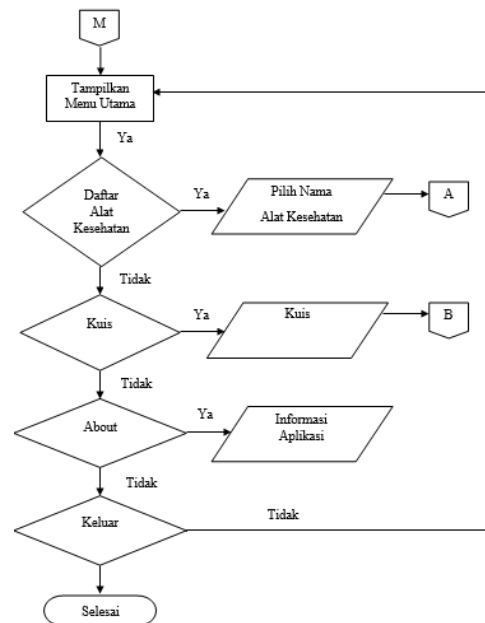 M
Tampilkan
Menu Utama
Ya
Daftar
Alat
Kesehatan
Ya
Pilih Nama
Alat Kesehatan
A
Tidak
Kuis
Ya
Kuis
B
Tidak
About
Ya
Informasi
Aplikasi
Tidak
Keluar
Tidak
Selesai